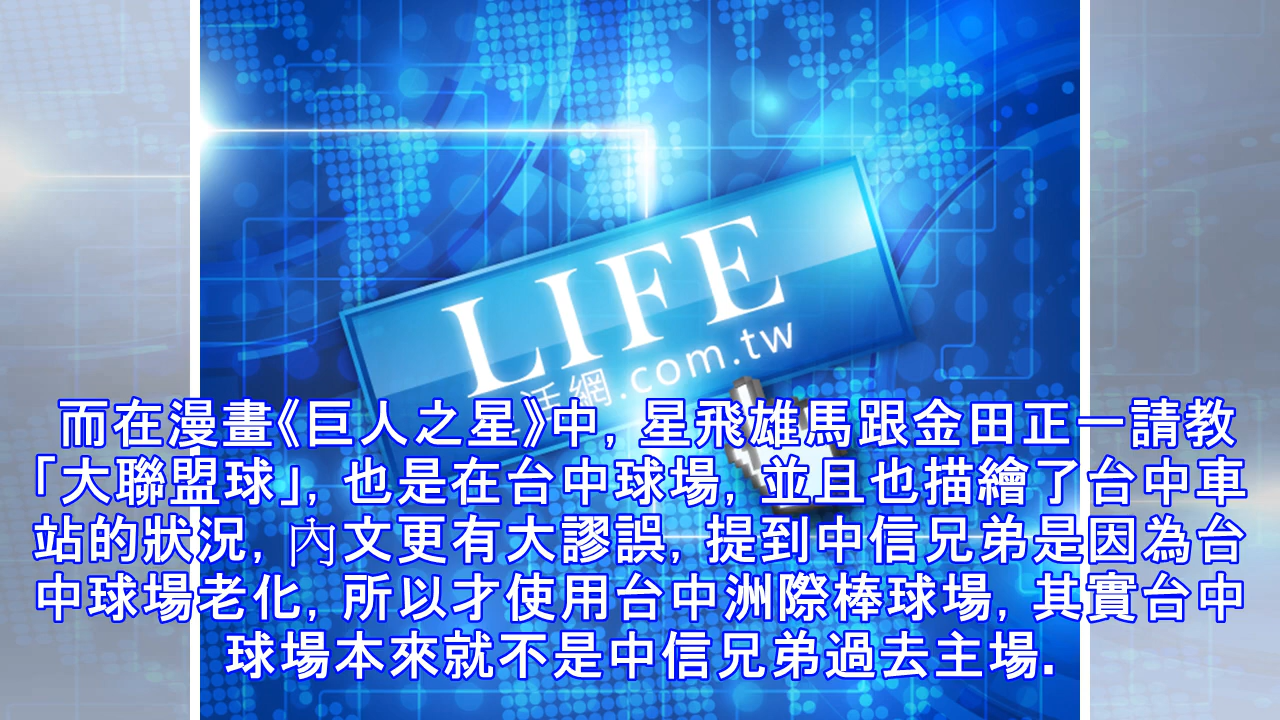 LIFE
活網.com.tw
而在漫畫《巨人之星》中, 星飛雄馬跟金田正一請教
「大聯盟球」, 也是在台中球場, 並且也描繪了台中車
站的狀況, 內文更有大謬誤, 提到中信兄弟是因為台
中球場老化, 所以才使用台中洲際棒球場, 其實台中
球場本來就不是中信兄弟過去主場.